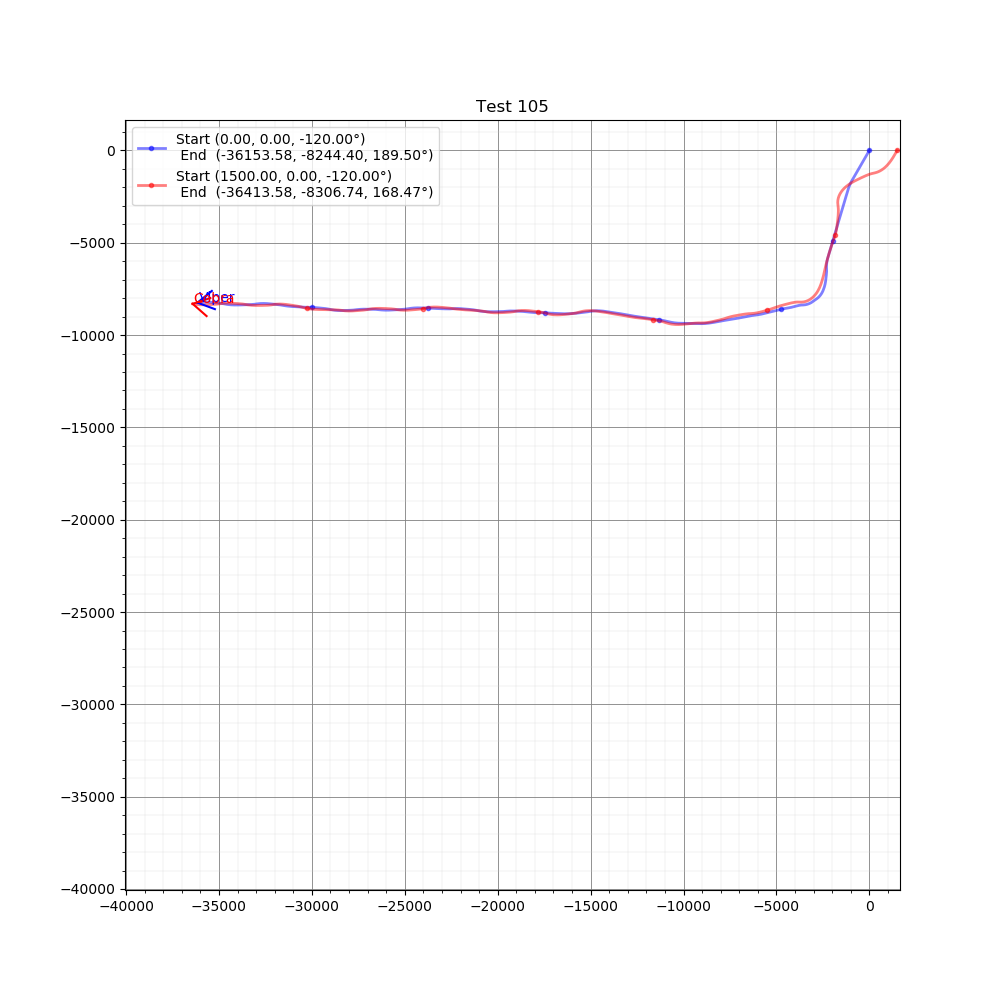 Test 105
Start (0.00, 0.00, -120.00°)
End (-36153.58, -8244.40, 189.50°)
Start (1500.00, 0.00, -120.00°)
End (-36413.58, -8306.74, 168.47°)
0
−5000
−10000
−15000
−20000
−25000
−30000
−35000
−40000
−40000 −35000 −30000 −25000 −20000 −15000 −10000 −5000 0